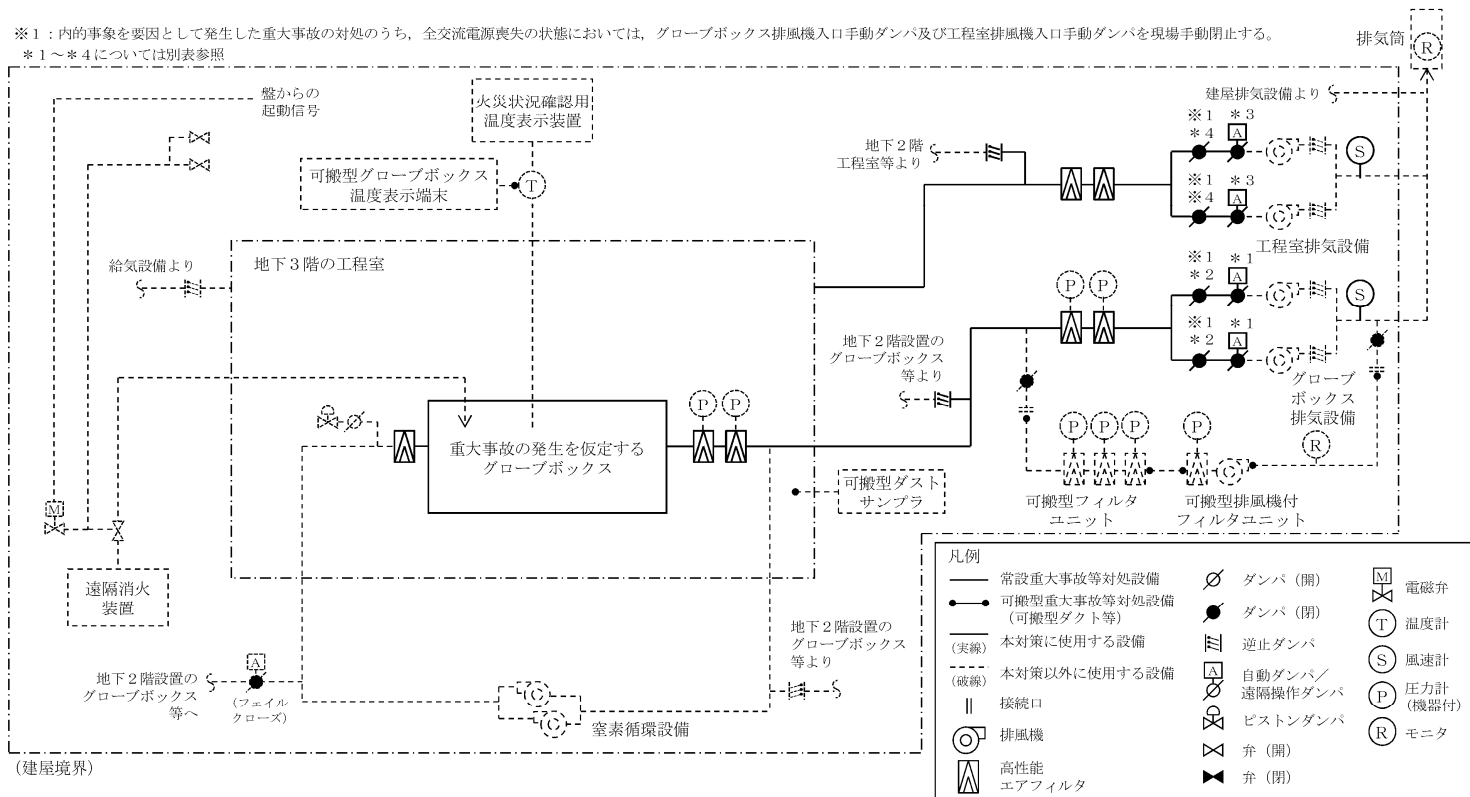 ※１：内的事象を要因として発生した重大事故の対処のうち，全交流電源喪失の状態においては，グローブボックス排風機入口手動ダンパ及び工程室排風機入口手動ダンパを現場手動閉止する。
＊１～＊４については別表参照
排気筒
R
盤からの
起動信号
火災状況確認用
温度表示装置
建屋排気設備より
可搬型グローブボックス
温度表示端末
T
地下２階
工程室等より
※１
＊４
＊３
A
S
※１
＊４
＊３
A
工程室排気設備
給気設備より
地下３階の工程室
P
P
※１
＊２
＊１
A
S
※１
＊２
＊１
A
地下２階設置の
グローブボックス
等より
グローブ
ボックス
排気設備
R
重大事故の発生を仮定する
グローブボックス
P
P
P
P
P
P
可搬型フィルタ
ユニット
可搬型排風機付
フィルタユニット
可搬型ダスト
サンプラ
M
遠隔消火
装置
地下２階設置の
グローブボックス
等へ
A
（フェイル
クローズ）
窒素循環設備
地下２階設置の
グローブボックス
等より
（建屋境界）
凡例
常設重大事故等対処設備
可搬型重大事故等対処設備
（可搬型ダクト等）
（実線）
本対策に使用する設備
（破線）
本対策以外に使用する設備
接続口
排風機
高性能
エアフィルタ
ダンパ（開）
ダンパ（閉）
逆止ダンパ
A
自動ダンパ／
遠隔操作ダンパ
ピストンダンパ
弁（開）
弁（閉）
M
電磁弁
T
温度計
S
風速計
P
圧力計
（機器付）
R
モニタ